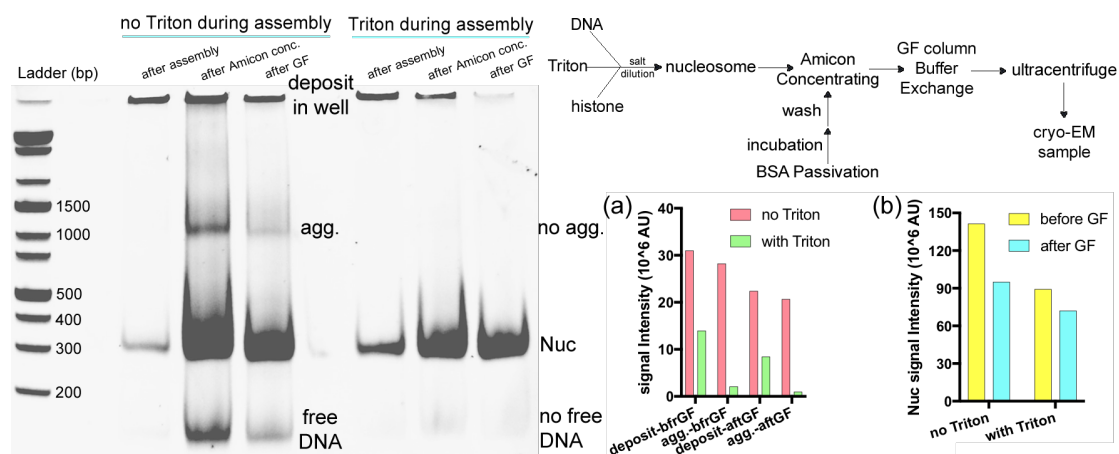 no Triton during assembly
Triton during assembly
Ladder (bp)
after assembly
after Amicon conc.
after GF
after assembly
after Amicon conc.
after GF
deposit
in well
1500
1000
500
400
300
200
agg.
no agg.
Nuc
free
DNA
no free
DNA
DNA
Triton
histone
salt
dilution
nucleosome
Amicon
Concentrating
GF column
Buffer
Exchange
ultracentrifuge
wash
incubation
BSA Passivation
cryo-EM
sample
(a)
signal Intensity (10^6 AU)
40
30
20
10
0
no Triton
with Triton
deposit-bfrGF
agg.-bfrGF
deposit-aftGF
agg.-aftGF
(b)
Nuc signal Intensity (10^6 AU)
150
120
90
60
30
0
before GF
after GF
no Triton
with Triton